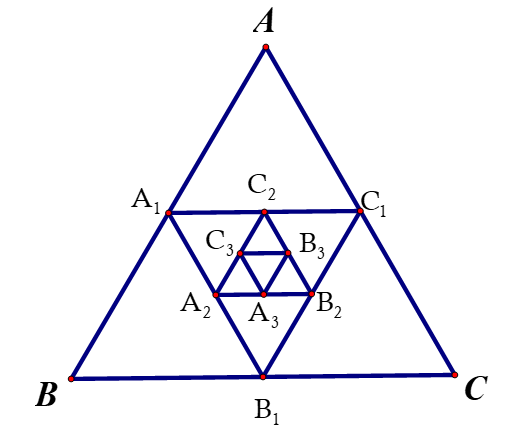 A
A₁ C₂ C₁
C₃ B₃
A₂ A₃ B₂
B B₁ C